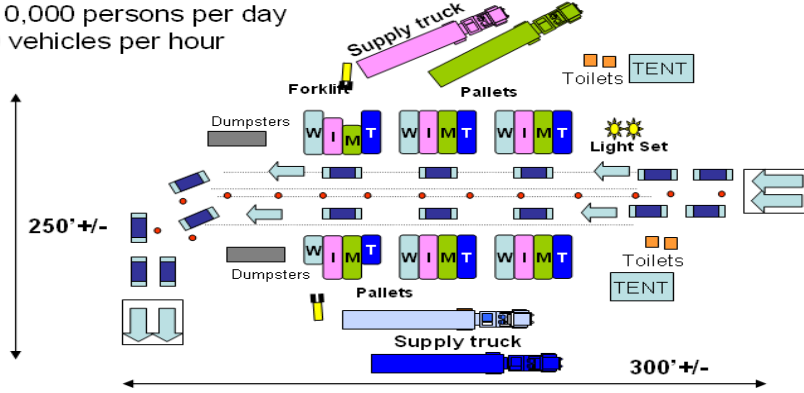 0,000 persons per day
vehicles per hour
Supply truck
Toilets
TENT
Forklift
Pallets
Dumpsters
W I M T
W I M T
W I M T
Light Set
250'+/-
W I M T
W I M T
W I M T
Dumpsters
Toilets
TENT
Pallets
Supply truck
300'+/-